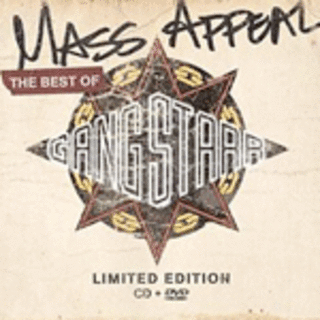 MASS APPEAL
THE BEST OF
GANGSTARR
LIMITED EDITION
CD + DVD